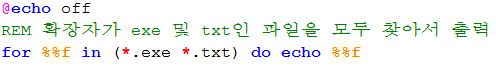 @echo off
REM 확장자가 exe 및 txt인 파일을 모두 찾아서 출력
for %%f in (*.exe *.txt) do echo %%f